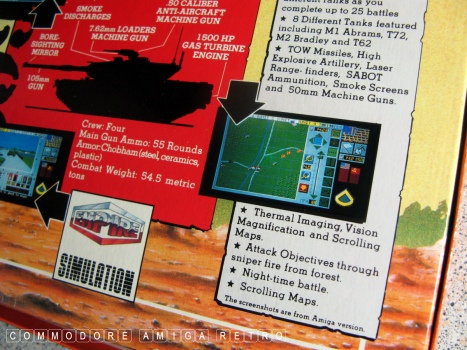 SMOKE
DISCHARGES
50 CALIBER
ANTI-AIRCRAFT
MACHINE GUN
7.62mm LOADERS
MACHINE GUN
BORE-
SIGHTING
MIRROR
1500 HP
GAS TURBINE
ENGINE
105mm
GUN
Crew: Four
Main Gun Ammo: 55 Rounds
Armor: Chobham (steel, ceramics,
plastic)
Combat Weight: 54.5 metric
tons
SIMULATION
Different Tanks as you
complete up to 25 battles
★ 8 Different Tanks featured
including M1 Abrams, T72,
M2 Bradley and T62
★ TOW Missiles, High
Explosive Artillery, Laser
Range-finders, SABOT
Ammunition, Smoke Screens
and 50mm Machine Guns.
★ Thermal Imaging, Vision
Magnification and Scrolling
Maps.
★ Attack Objectives through
sniper fire from forest.
★ Night-time battle.
★ Scrolling Maps.
The screenshots are from Amiga version.
COMMODORE AMIGA RETRO